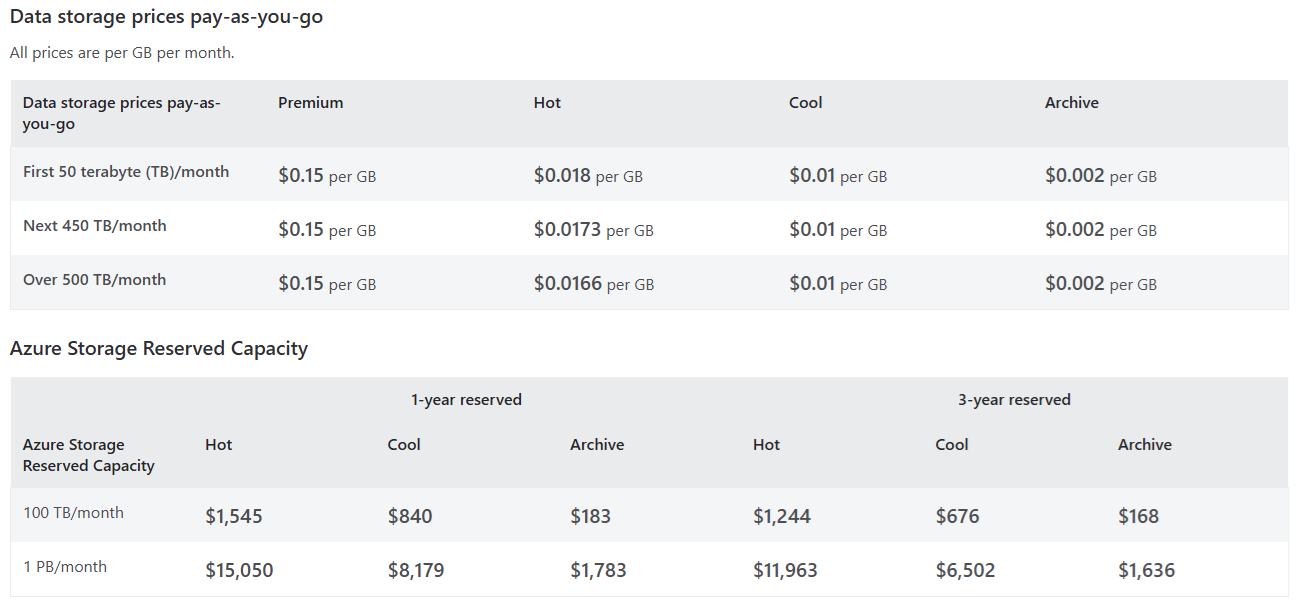 Data storage prices pay-as-you-go
All prices are per GB per month.
Data storage prices pay-as-
you-go
Premium
Hot
Cool
Archive
First 50 terabyte (TB)/month
$0.15 per GB
$0.018 per GB
$0.01 per GB
$0.002 per GB
Next 450 TB/month
$0.15 per GB
$0.0173 per GB
$0.01 per GB
$0.002 per GB
Over 500 TB/month
$0.15 per GB
$0.0166 per GB
$0.01 per GB
$0.002 per GB
Azure Storage Reserved Capacity
1-year reserved
3-year reserved
Azure Storage
Reserved Capacity
Hot
Cool
Archive
Hot
Cool
Archive
100 TB/month
$1,545
$840
$183
$1,244
$676
$168
1 PB/month
$15,050
$8,179
$1,783
$11,963
$6,502
$1,636